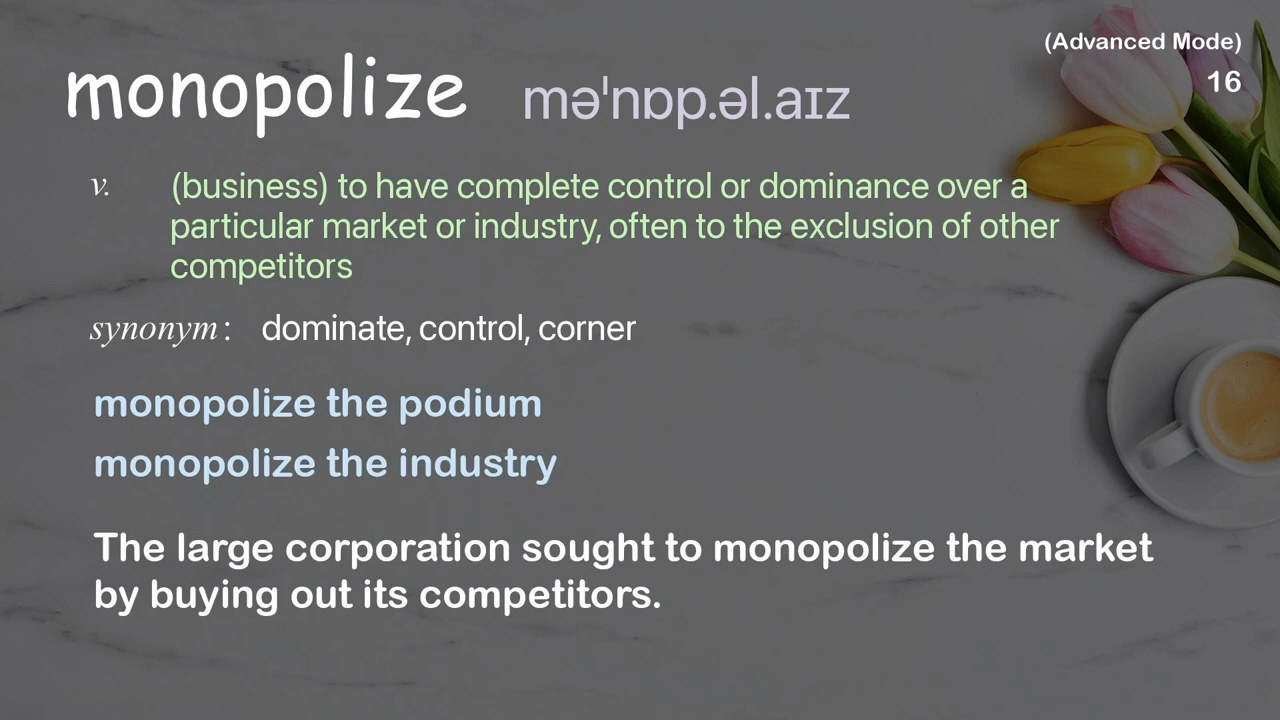 (Advanced Mode)
16
monopolize məˈnɒp.əl.aɪz
v. (business) to have complete control or dominance over a
particular market or industry, often to the exclusion of other
competitors
synonym: dominate, control, corner
monopolize the podium
monopolize the industry
The large corporation sought to monopolize the market
by buying out its competitors.